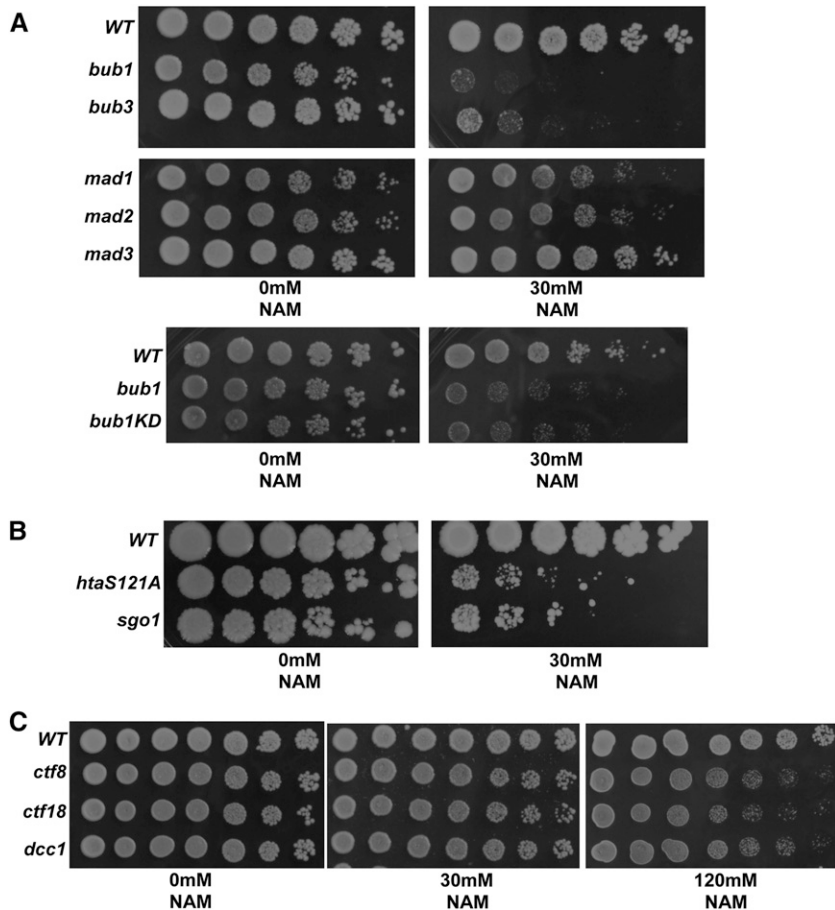 A
WT
bub1
bub3
mad1
mad2
mad3
0mM
NAM
30mM
NAM
WT
bub1
bub1KD
0mM
NAM
30mM
NAM
B
WT
htaS121A
sgo1
0mM
NAM
30mM
NAM
C
WT
ctf8
ctf18
dcc1
0mM
NAM
30mM
NAM
120mM
NAM